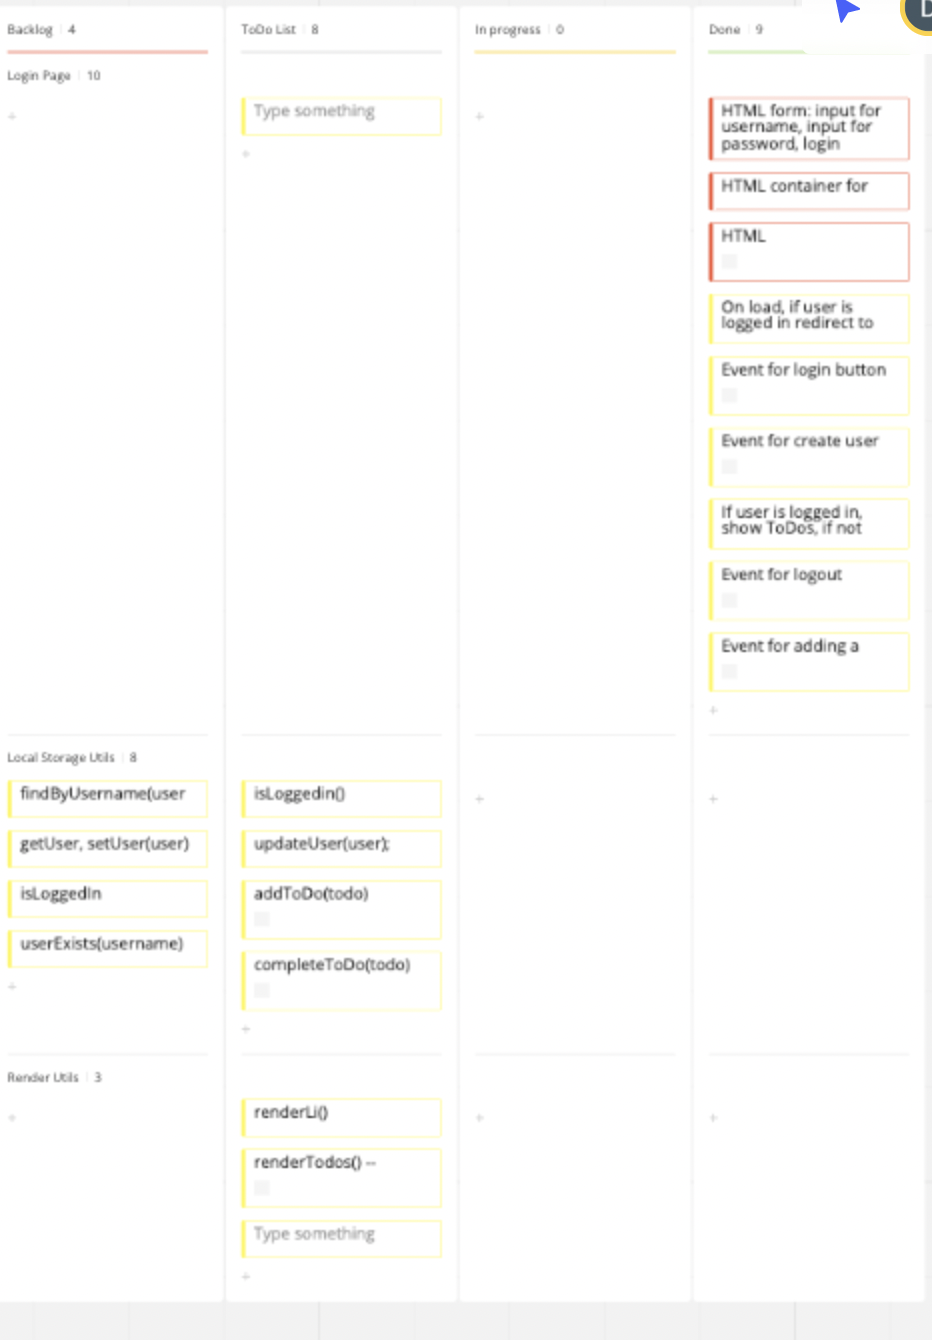 Backlog 4
ToDo List 8
In progress 0
Done 9
D
Login Page 10
+
Type something
+
+
HTML form: input for
username, input for
password, login
HTML container for
HTML
On load, if user is
logged in redirect to
Event for login button
Event for create user
If user is logged in,
show ToDos, if not
Event for logout
Event for adding a
+
Local Storage Utils 8
findByUsername(user
getUser, setUser(user)
isLoggedIn
userExists(username)
+
isLoggedin()
updateUser(user);
addToDo(todo)
completeToDo(todo)
+
+
+
Render Utils 3
+
renderLi()
renderTodos() --
Type something
+
+
+